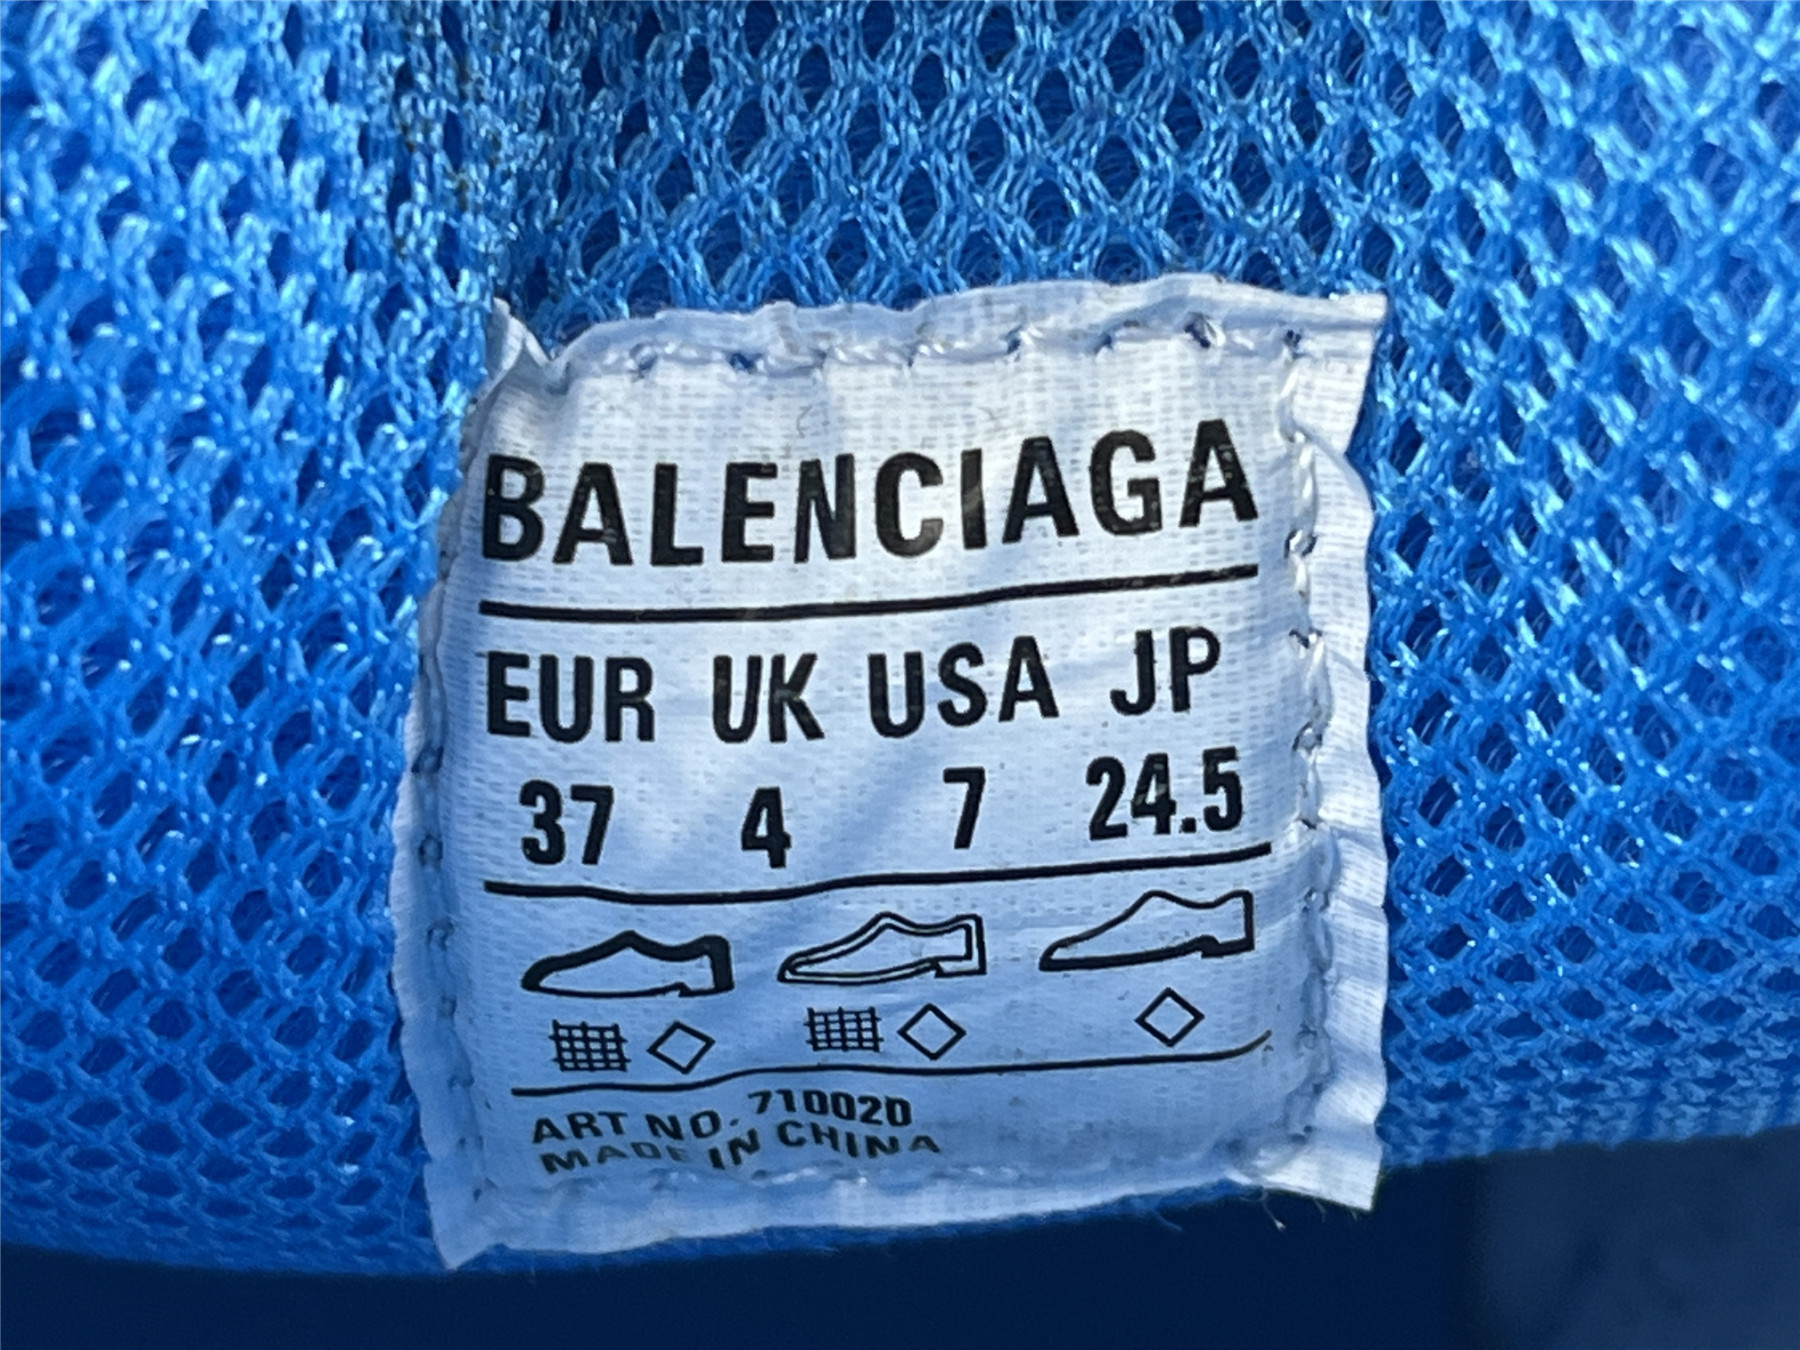 BALENCIAGA
EUR UK USA JP
37 4 7 24.5
ART NO. 710020
MADE IN CHINA